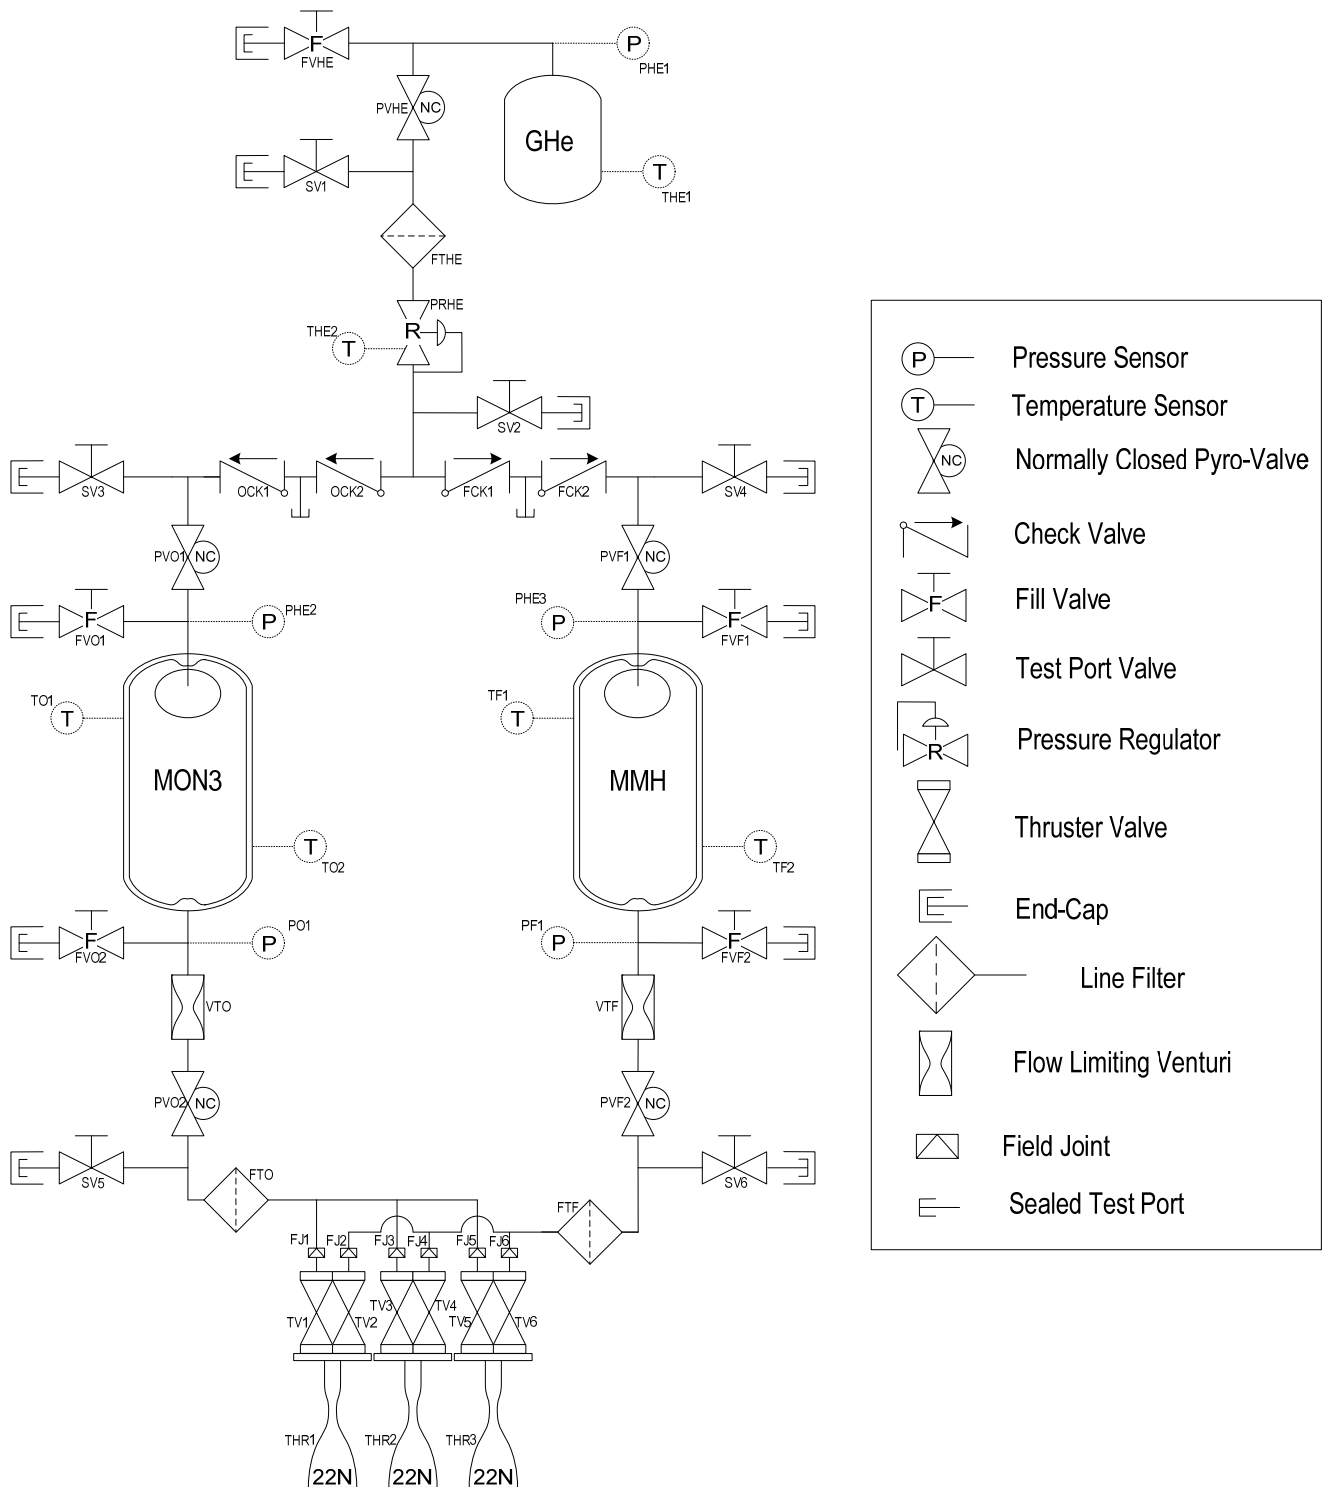 F
FVHE
P
PHE1
PVHE
NC
GHe
SV1
T
THE1
FTHE
PRHE
THE2
R
T
SV2
SV3
OCK1
OCK2
FCK1
FCK2
SV4
PVO1
NC
PVF1
NC
F
FVO1
P
PHE2
PHE3
P
F
FVF1
TO1
T
TF1
T
MON3
MMH
T
TO2
T
TF2
F
FVO2
P
PO1
PF1
P
F
FVF2
VTO
VTF
PVO2
NC
PVF2
NC
SV5
FTO
FTF
SV6
FJ1
FJ2
FJ3
FJ4
FJ5
FJ6
TV1
TV2
TV3
TV4
TV5
TV6
THR1
THR2
THR3
22N
22N
22N
P
Pressure Sensor
T
Temperature Sensor
NC
Normally Closed Pyro-Valve
Check Valve
F
Fill Valve
Test Port Valve
R
Pressure Regulator
Thruster Valve
End-Cap
Line Filter
Flow Limiting Venturi
Field Joint
Sealed Test Port